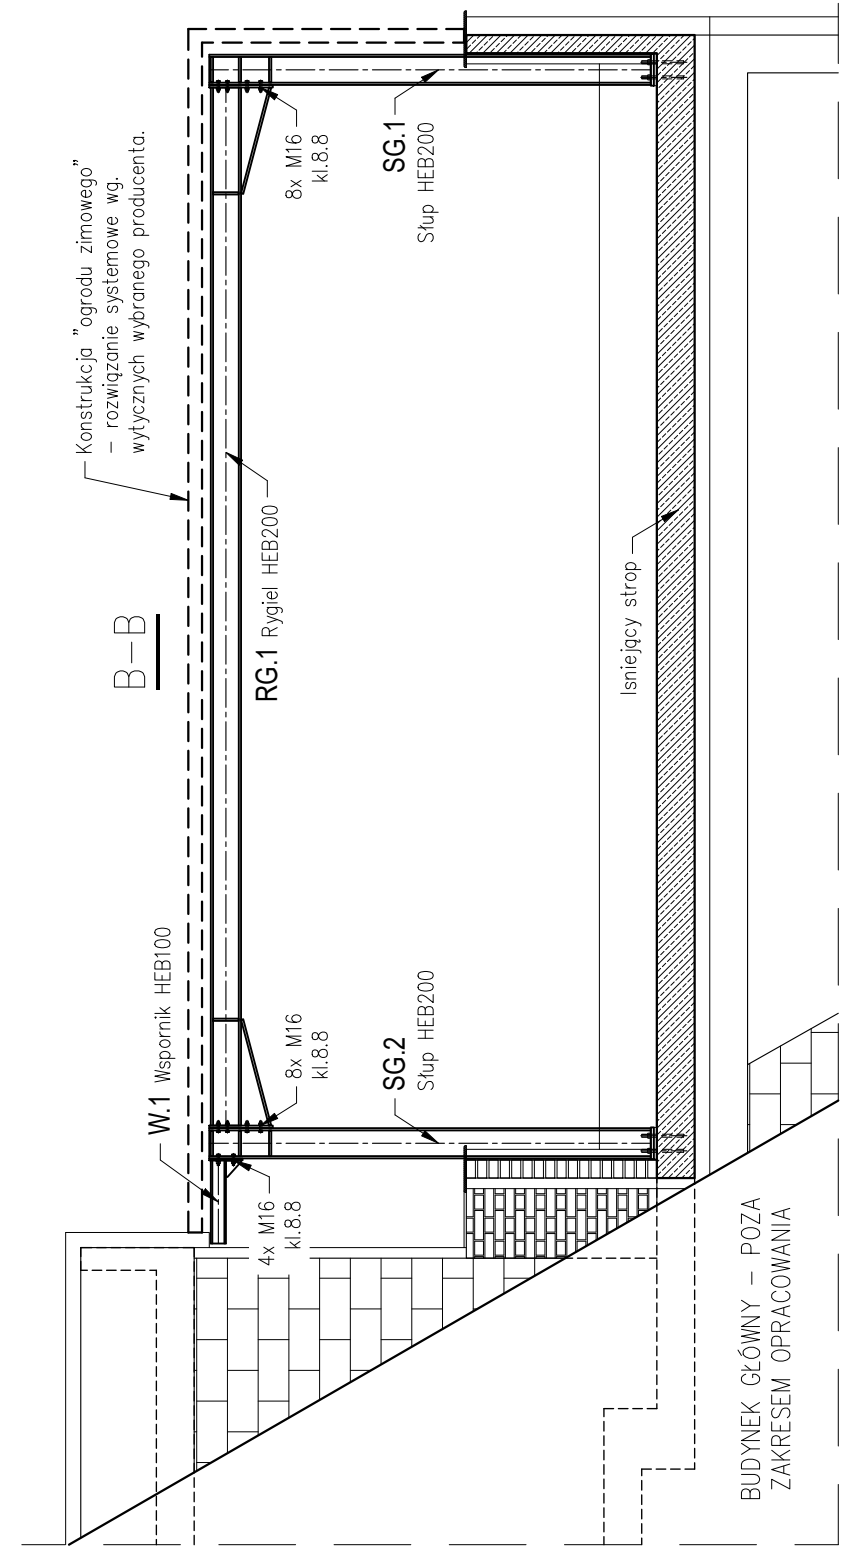 B-B
Konstrukcja "ogrodu zimowego"
- rozwiązanie systemowe wg.
wytycznych wybranego producenta.
W.1 Wspornik HEB100
RG.1 Rygiel HEB200
4x M16
kl.8.8
8x M16
kl.8.8
8x M16
kl.8.8
SG.2
Słup HEB200
SG.1
Słup HEB200
Isniejący strop
BUDYNEK GŁÓWNY - POZA
ZAKRESEM OPRACOWANIA